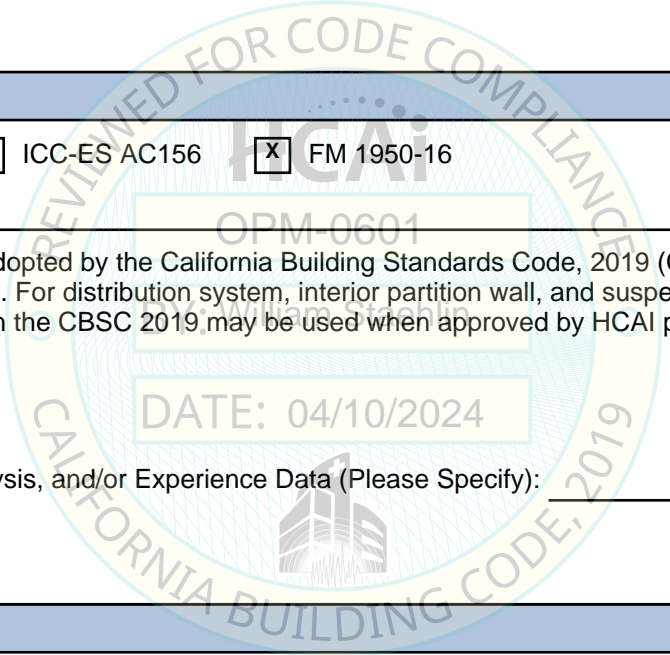 REVIEWED FOR CODE COMPLIANCE
HCAi
ICC-ES AC156 X FM 1950-16
OPM-0601
dopted by the California Building Standards Code, 2019 (
. For distribution system, interior partition wall, and suspe
n the CBSC 2019 may be used when approved by HCAI p
BY: William Staehlin
DATE: 04/10/2024
ysis, and/or Experience Data (Please Specify):
CALIFORNIA BUILDING CODE, 2019